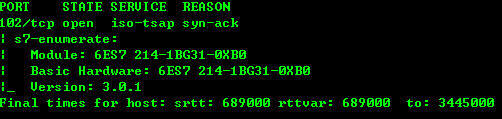 PORT    STATE SERVICE  REASON
102/tcp open  iso-tsap syn-ack
| s7-enumerate:
|   Module: 6ES7 214-1BG31-0XB0
|   Basic Hardware: 6ES7 214-1BG31-0XB0
|_  Version: 3.0.1
Final times for host: srtt: 689000 rttvar: 689000  to: 3445000